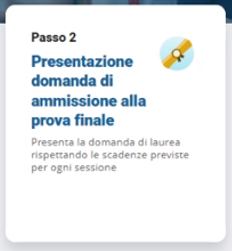 Passo 2
Presentazione
domanda di
ammissione alla
prova finale
Presenta la domanda di laurea
rispettando le scadenze previste
per ogni sessione